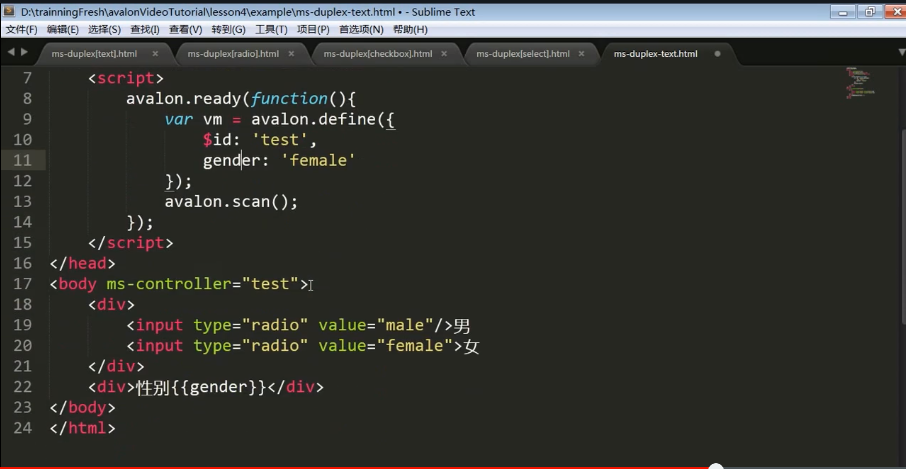 D:\trainningFresh\avalonVideoTutorial\lesson4\example\ms-duplex-text.html • - Sublime Text
文件(F) 编辑(E) 选择(S) 查找(I) 查看(V) 转到(G) 工具(T) 首选项(N) 帮助(H)
ms-duplex[text].html × ms-duplex[radio].html × ms-duplex[checkbox].html × ms-duplex[select].html × ms-duplex-text.html
7 <script>
8 avalon.ready(function(){
9 var vm = avalon.define({
10 $id: 'test',
11 gender: 'female'
12 });
13 avalon.scan();
14 });
15 </script>
16 </head>
17 <body ms-controller="test">
18 <div>
19 <input type="radio" value="male"/>男
20 <input type="radio" value="female">女
21 </div>
22 <div>性别{{gender}}</div>
23 </body>
24 </html>